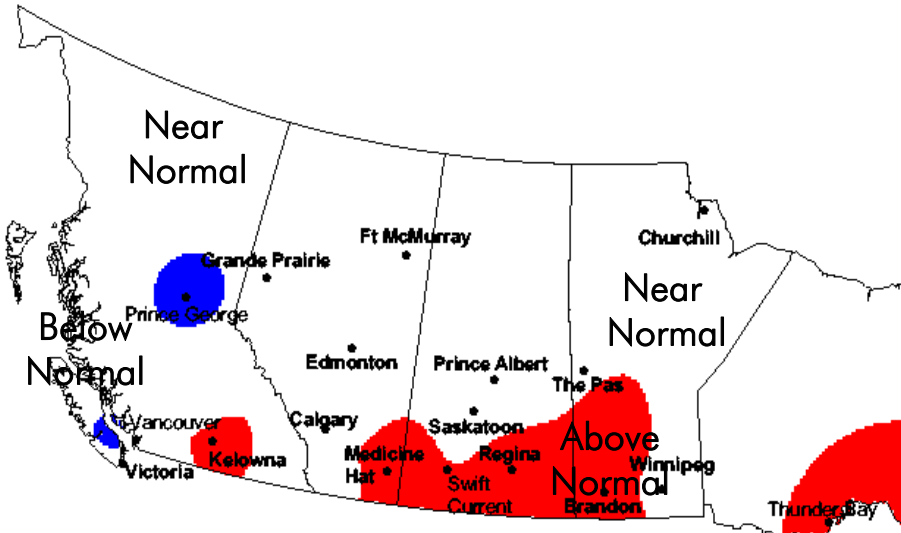 Near
Normal
Ft McMurray
Churchill
Grande Prairie
Near
Normal
Prince George
Below
Normal
Edmonton
Prince Albert
The Pas
Vancouver
Calgary
Saskatoon
Above
Normal
Medicine
Hat
Regina
Winnipeg
Kelowna
Victoria
Swift
Current
Brandon
Thunder Bay